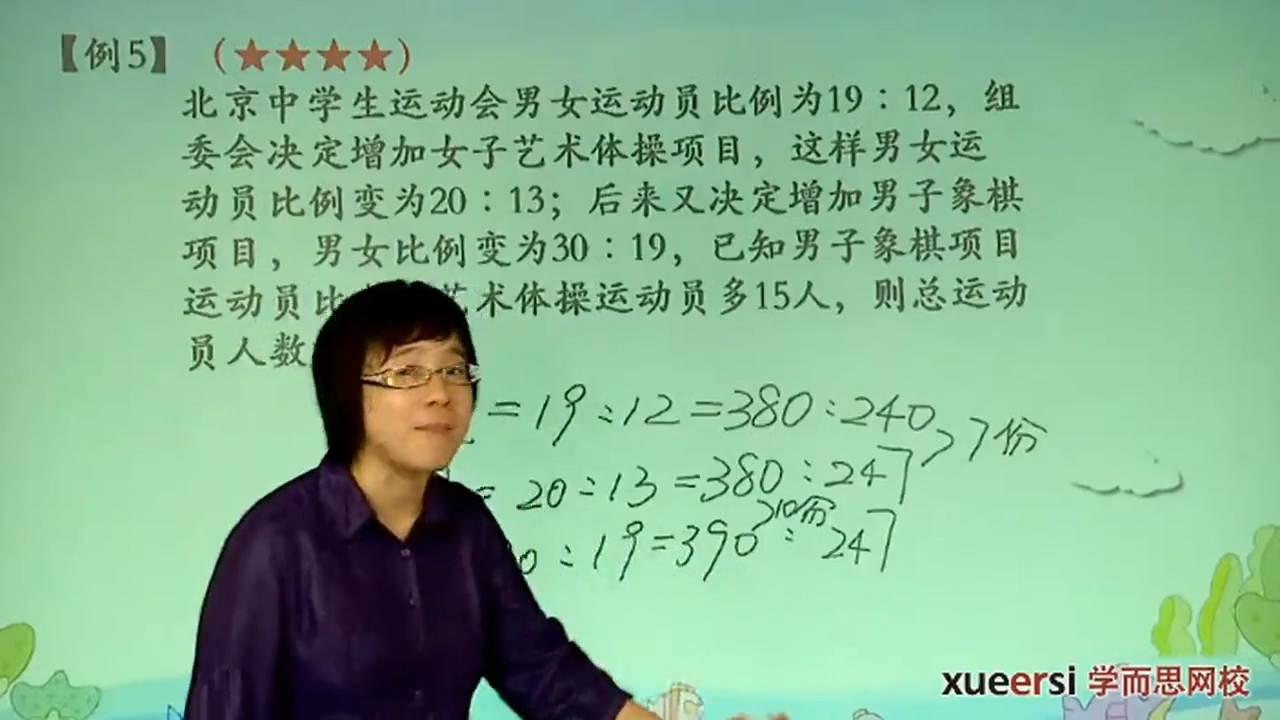 【例5】（★★★★）
北京中学生运动会男女运动员比例为19：12，组
委会决定增加女子艺术体操项目，这样男女运
动员比例变为20：13；后来又决定增加男子象棋
项目，男女比例变为30：19，已知男子象棋项目
运动员比 艺术体操运动员多15人，则总运动
员人数
=19:12=380:240
>7份
= 20:13=380:247
>10份
0:19=390:247
xueersi 学而思网校